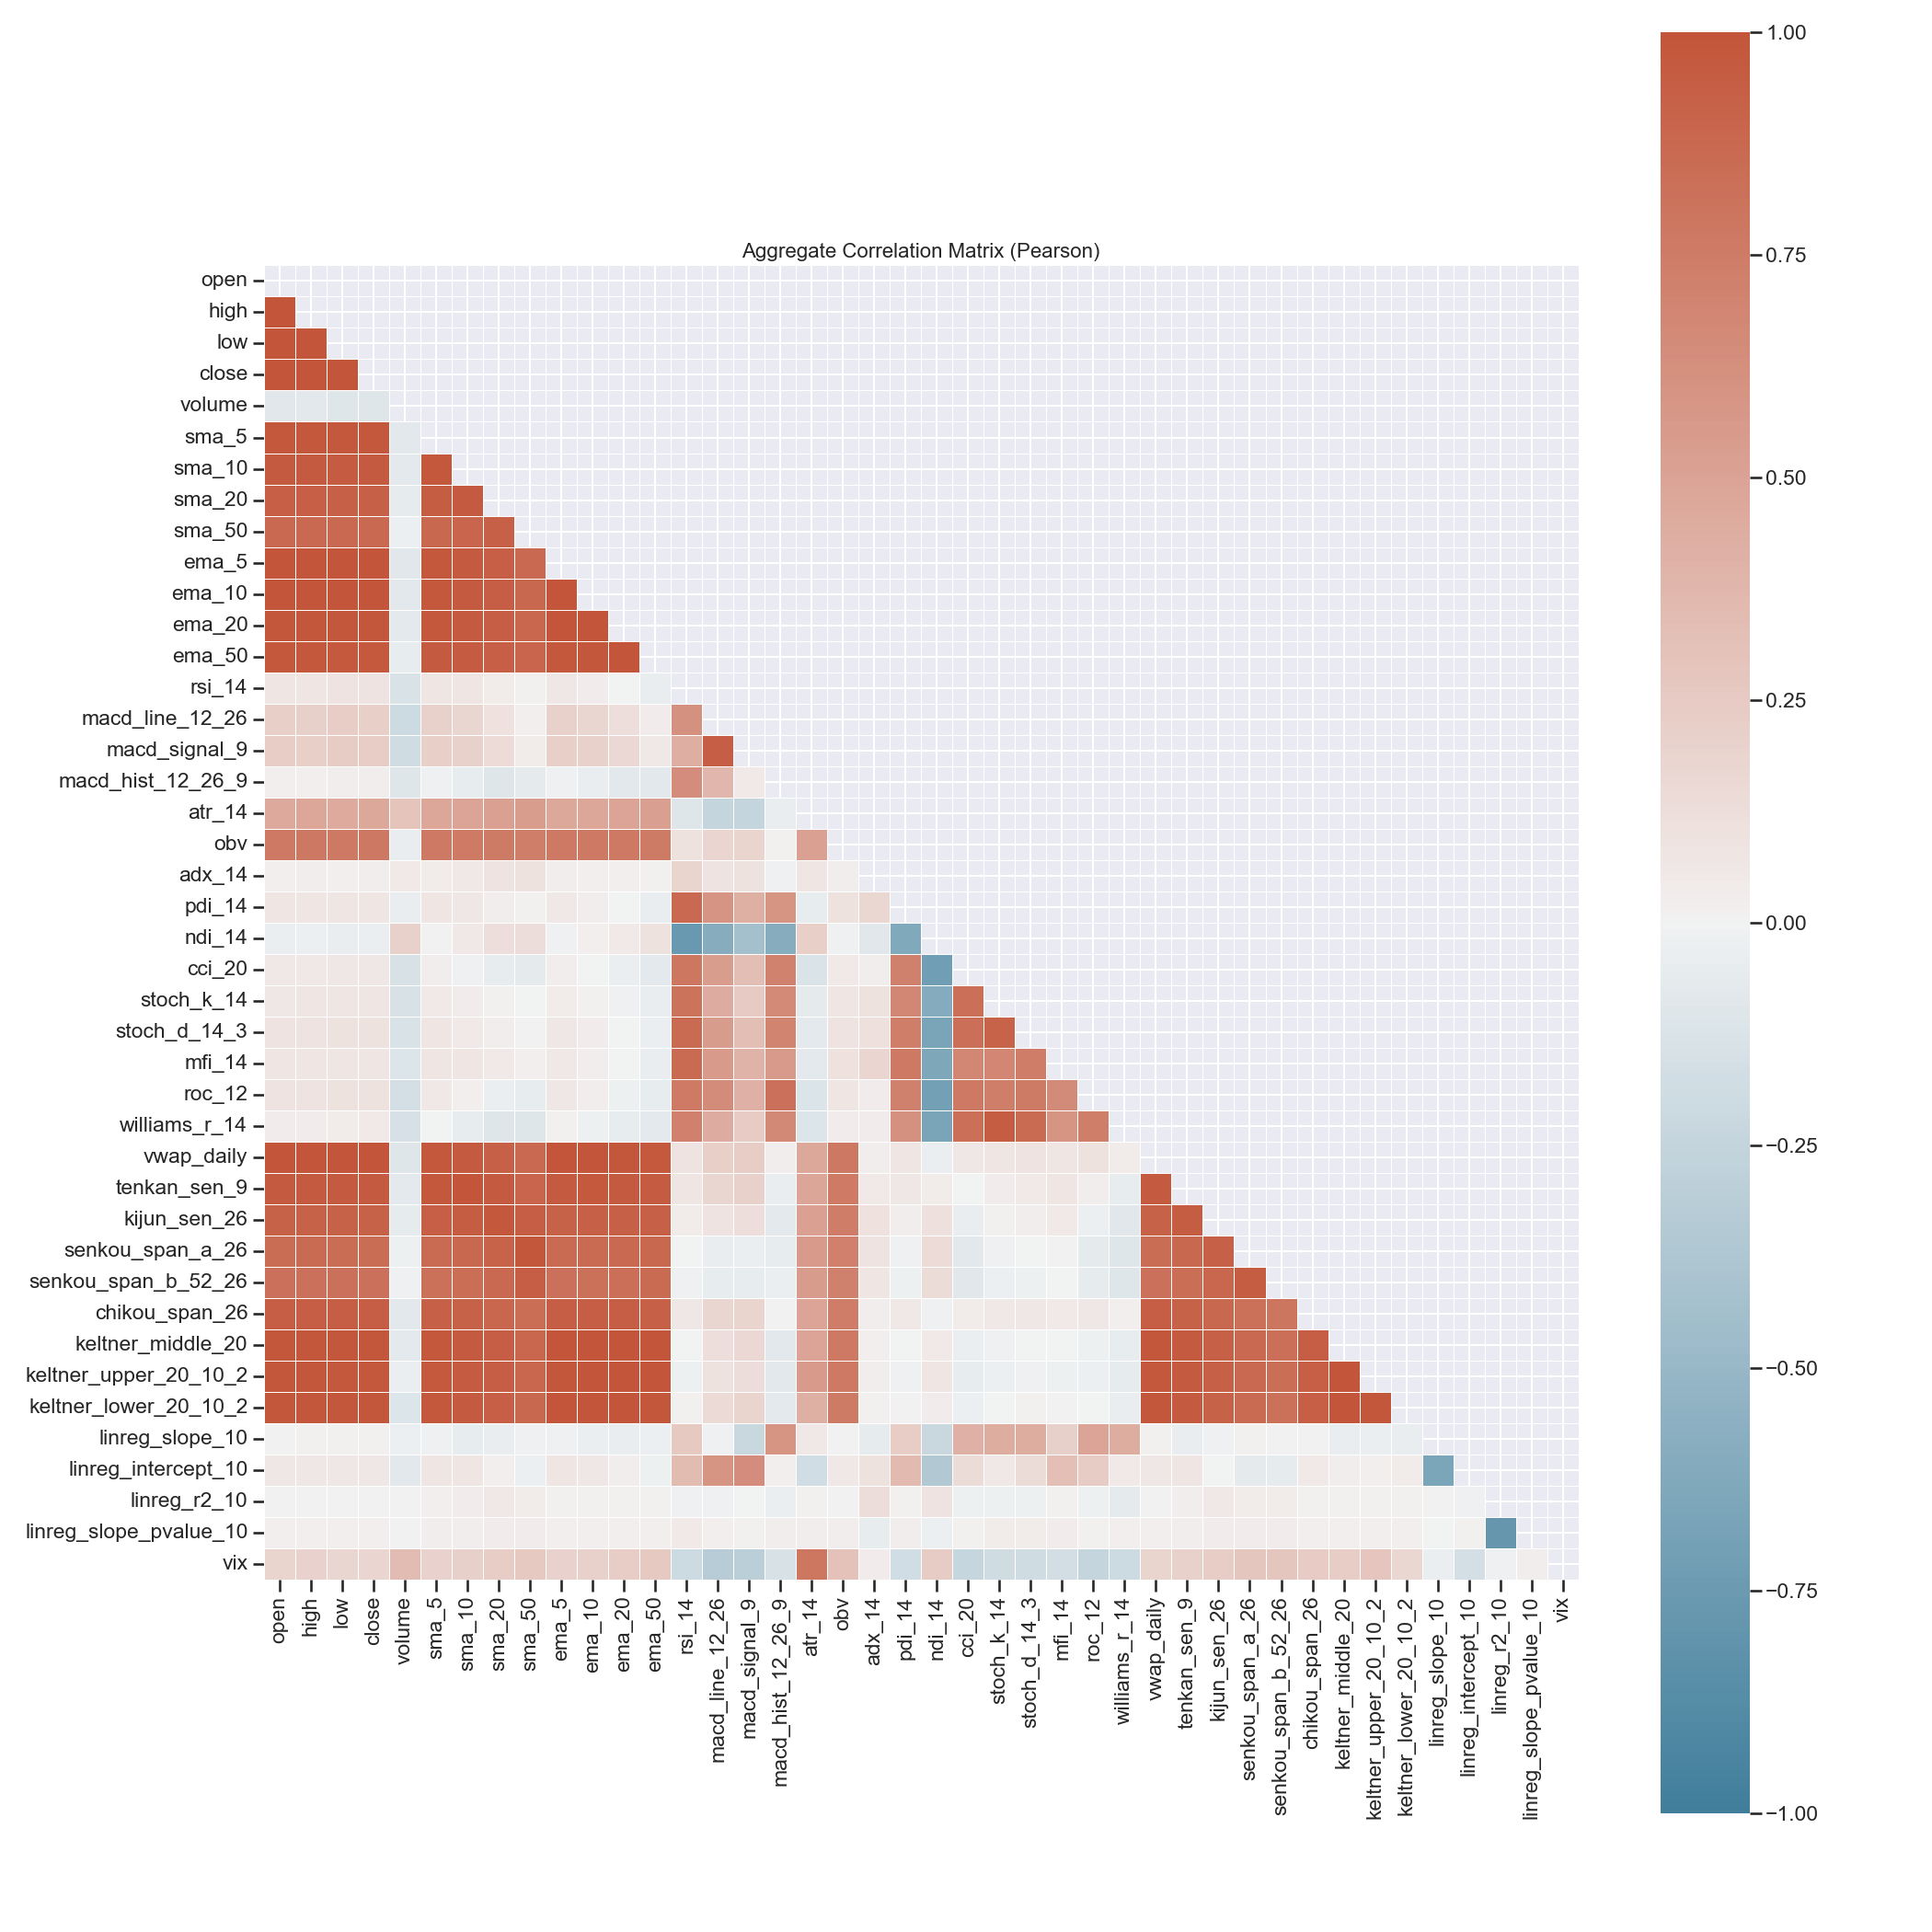 Aggregate Correlation Matrix (Pearson)
open
high
low
close
volume
sma_5
sma_10
sma_20
sma_50
ema_5
ema_10
ema_20
ema_50
rsi_14
macd_line_12_26
macd_signal_9
macd_hist_12_26_9
atr_14
obv
adx_14
pdi_14
ndi_14
cci_20
stoch_k_14
stoch_d_14_3
mfi_14
roc_12
williams_r_14
vwap_daily
tenkan_sen_9
kijun_sen_26
senkou_span_a_26
senkou_span_b_52_26
chikou_span_26
keltner_middle_20
keltner_upper_20_10_2
keltner_lower_20_10_2
linreg_slope_10
linreg_intercept_10
linreg_r2_10
linreg_slope_pvalue_10
vix
open
high
low
close
volume
sma_5
sma_10
sma_20
sma_50
ema_5
ema_10
ema_20
ema_50
rsi_14
macd_line_12_26
macd_signal_9
macd_hist_12_26_9
atr_14
obv
adx_14
pdi_14
ndi_14
cci_20
stoch_k_14
stoch_d_14_3
mfi_14
roc_12
williams_r_14
vwap_daily
tenkan_sen_9
kijun_sen_26
senkou_span_a_26
senkou_span_b_52_26
chikou_span_26
keltner_middle_20
keltner_upper_20_10_2
keltner_lower_20_10_2
linreg_slope_10
linreg_intercept_10
linreg_r2_10
linreg_slope_pvalue_10
vix
1.00
0.75
0.50
0.25
0.00
−0.25
−0.50
−0.75
−1.00